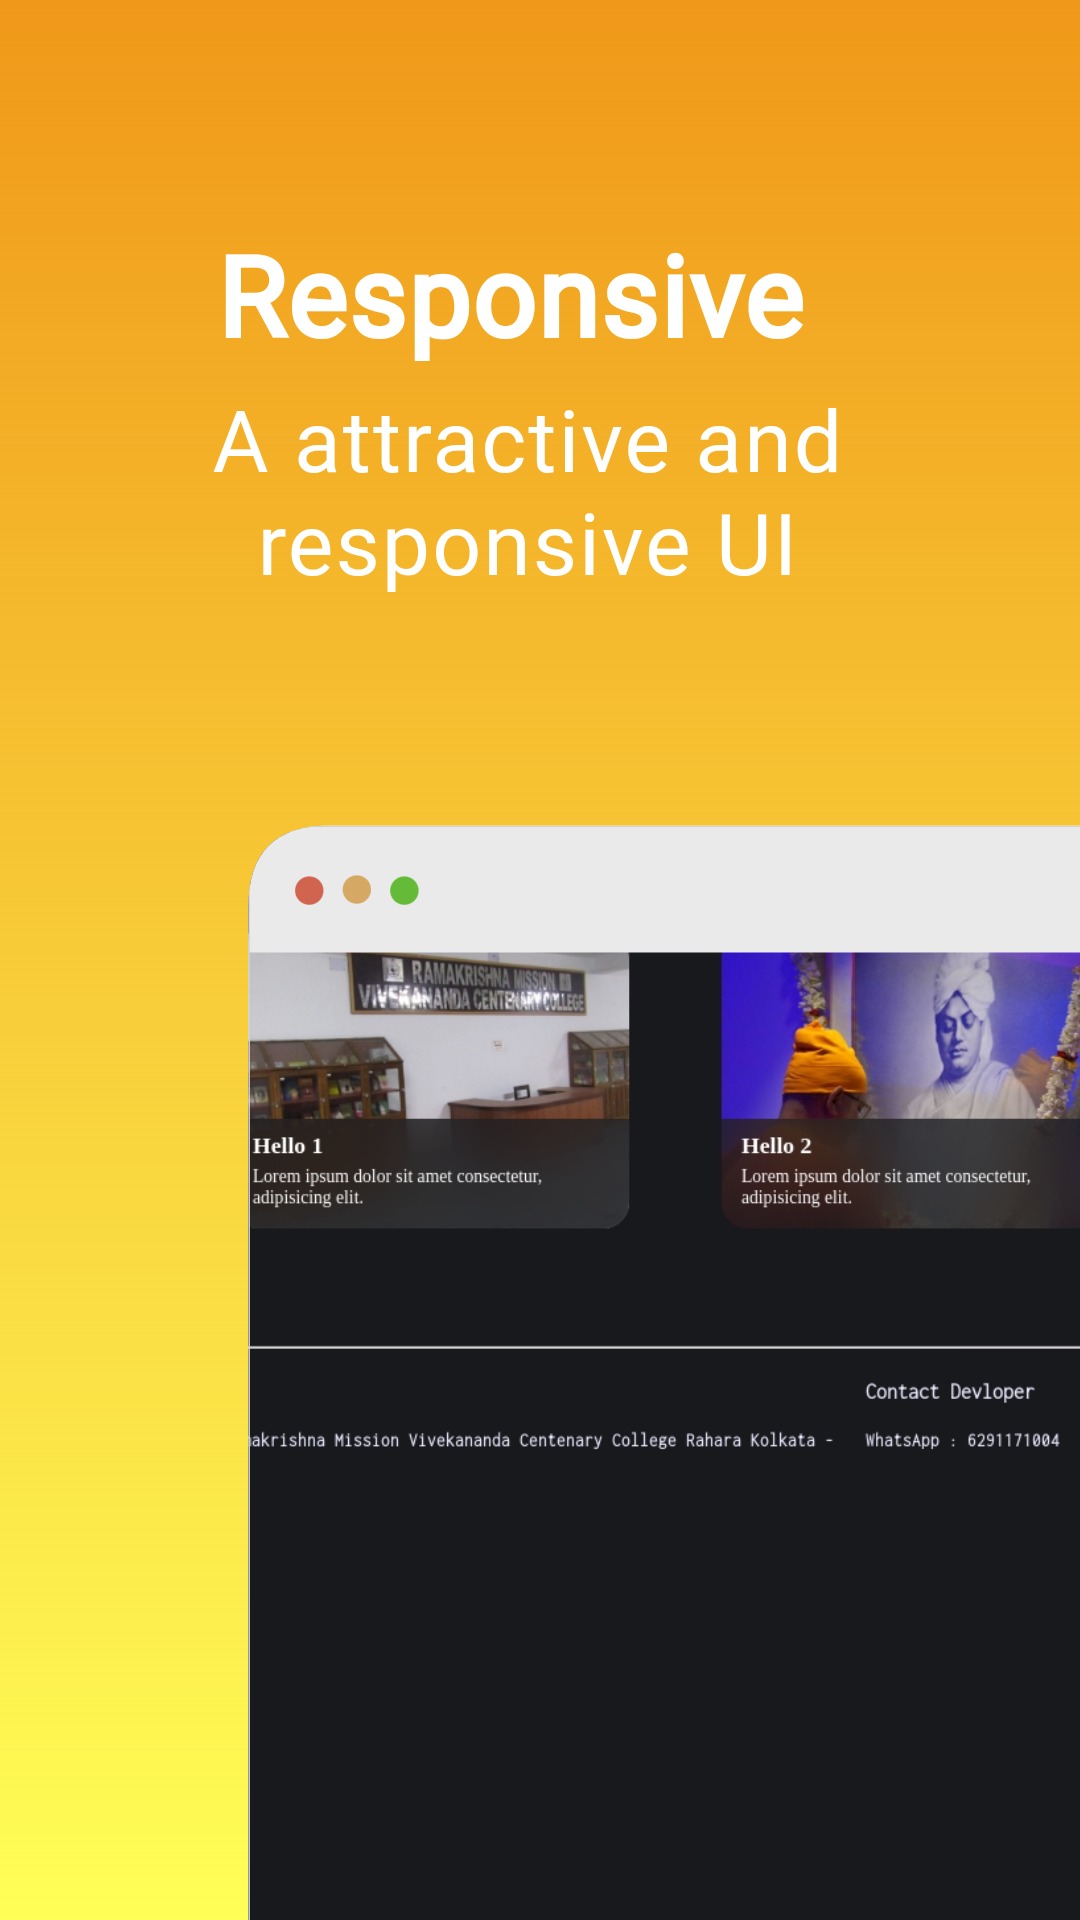 Responsive
A attractive and
responsive UI
RAMAKRISHNA MISSION
VIVEKANANDA CENTENARY COLLEGE
Hello 1
Lorem ipsum dolor sit amet consectetur,
adipisicing elit.
Hello 2
Lorem ipsum dolor sit amet consectetur,
adipisicing elit.
Contact Devloper
akrishna Mission Vivekananda Centenary College Rahara Kolkata -
WhatsApp : 6291171004